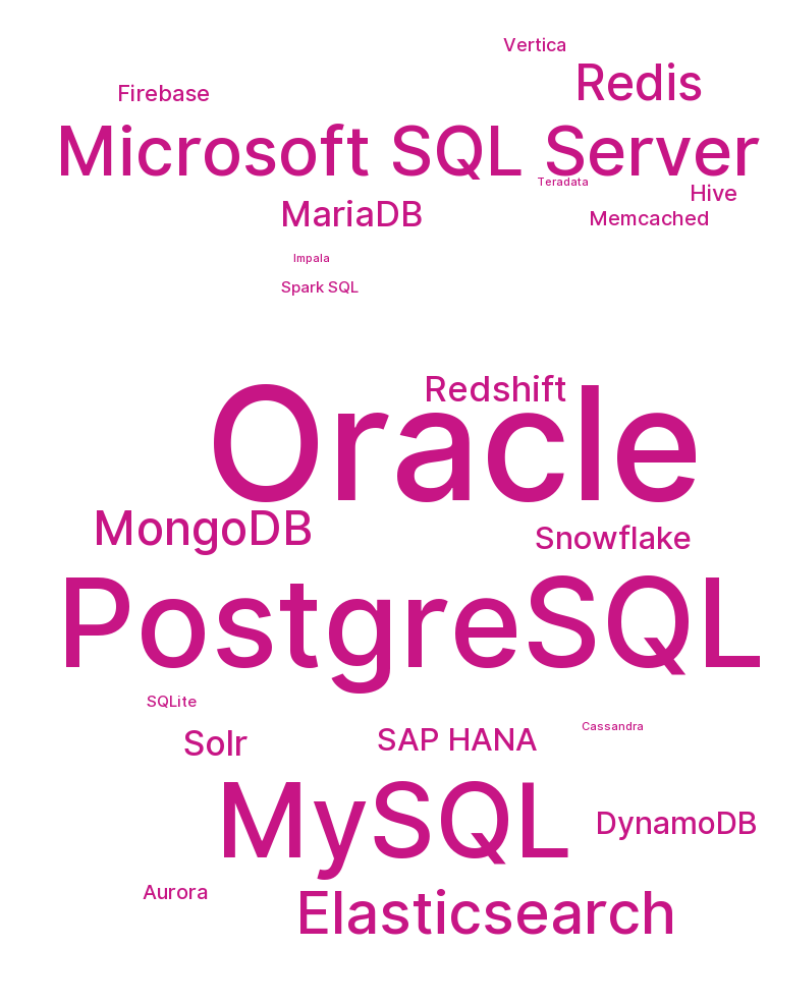 Vertica
Redis
Firebase
Microsoft SQL Server
Teradata
Hive
MariaDB
Memcached
Impala
Spark SQL
Redshift
Oracle
MongoDB
Snowflake
PostgreSQL
SQLite
Cassandra
Solr
SAP HANA
MySQL
DynamoDB
Aurora
Elasticsearch